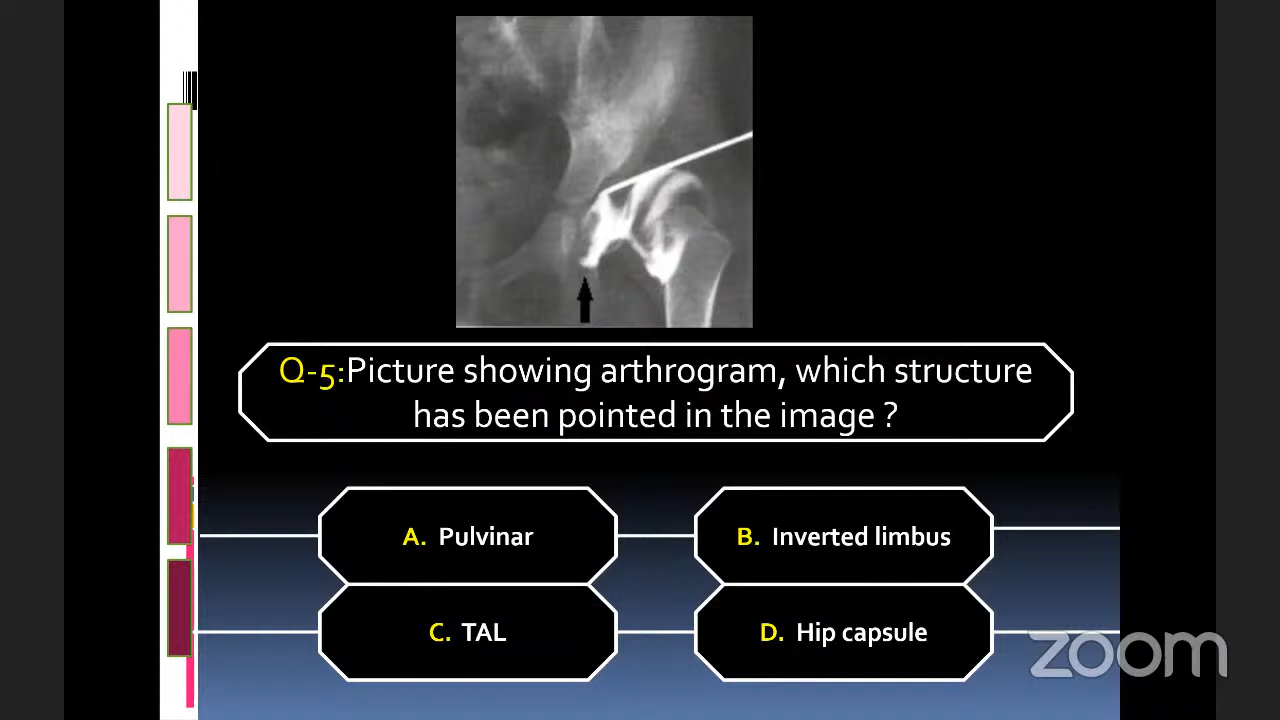 Q-5:Picture showing arthrogram, which structure
has been pointed in the image ?
A. Pulvinar
B. Inverted limbus
C. TAL
D. Hip capsule
zoom